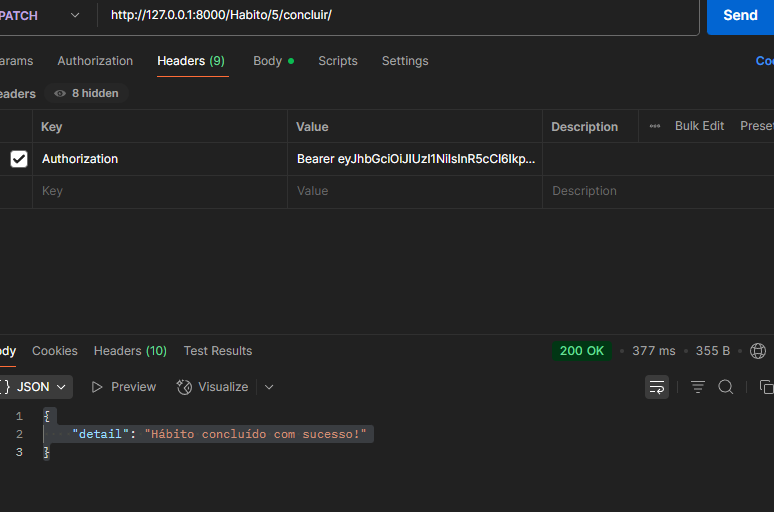 PATCH http://127.0.0.1:8000/Habito/5/concluir/ Send
arams Authorization Headers (9) Body Scripts Settings Coo
eaders 8 hidden
Key Value Description Bulk Edit Preset
Authorization Bearer eyJhbGciOiJIUzI1NiIsInR5cCI6Ikp...
Key Value Description
ody Cookies Headers (10) Test Results 200 OK • 377 ms • 355 B •
{} JSON Preview Visualize
1 {
2 "detail": "Hábito concluído com sucesso!"
3 }